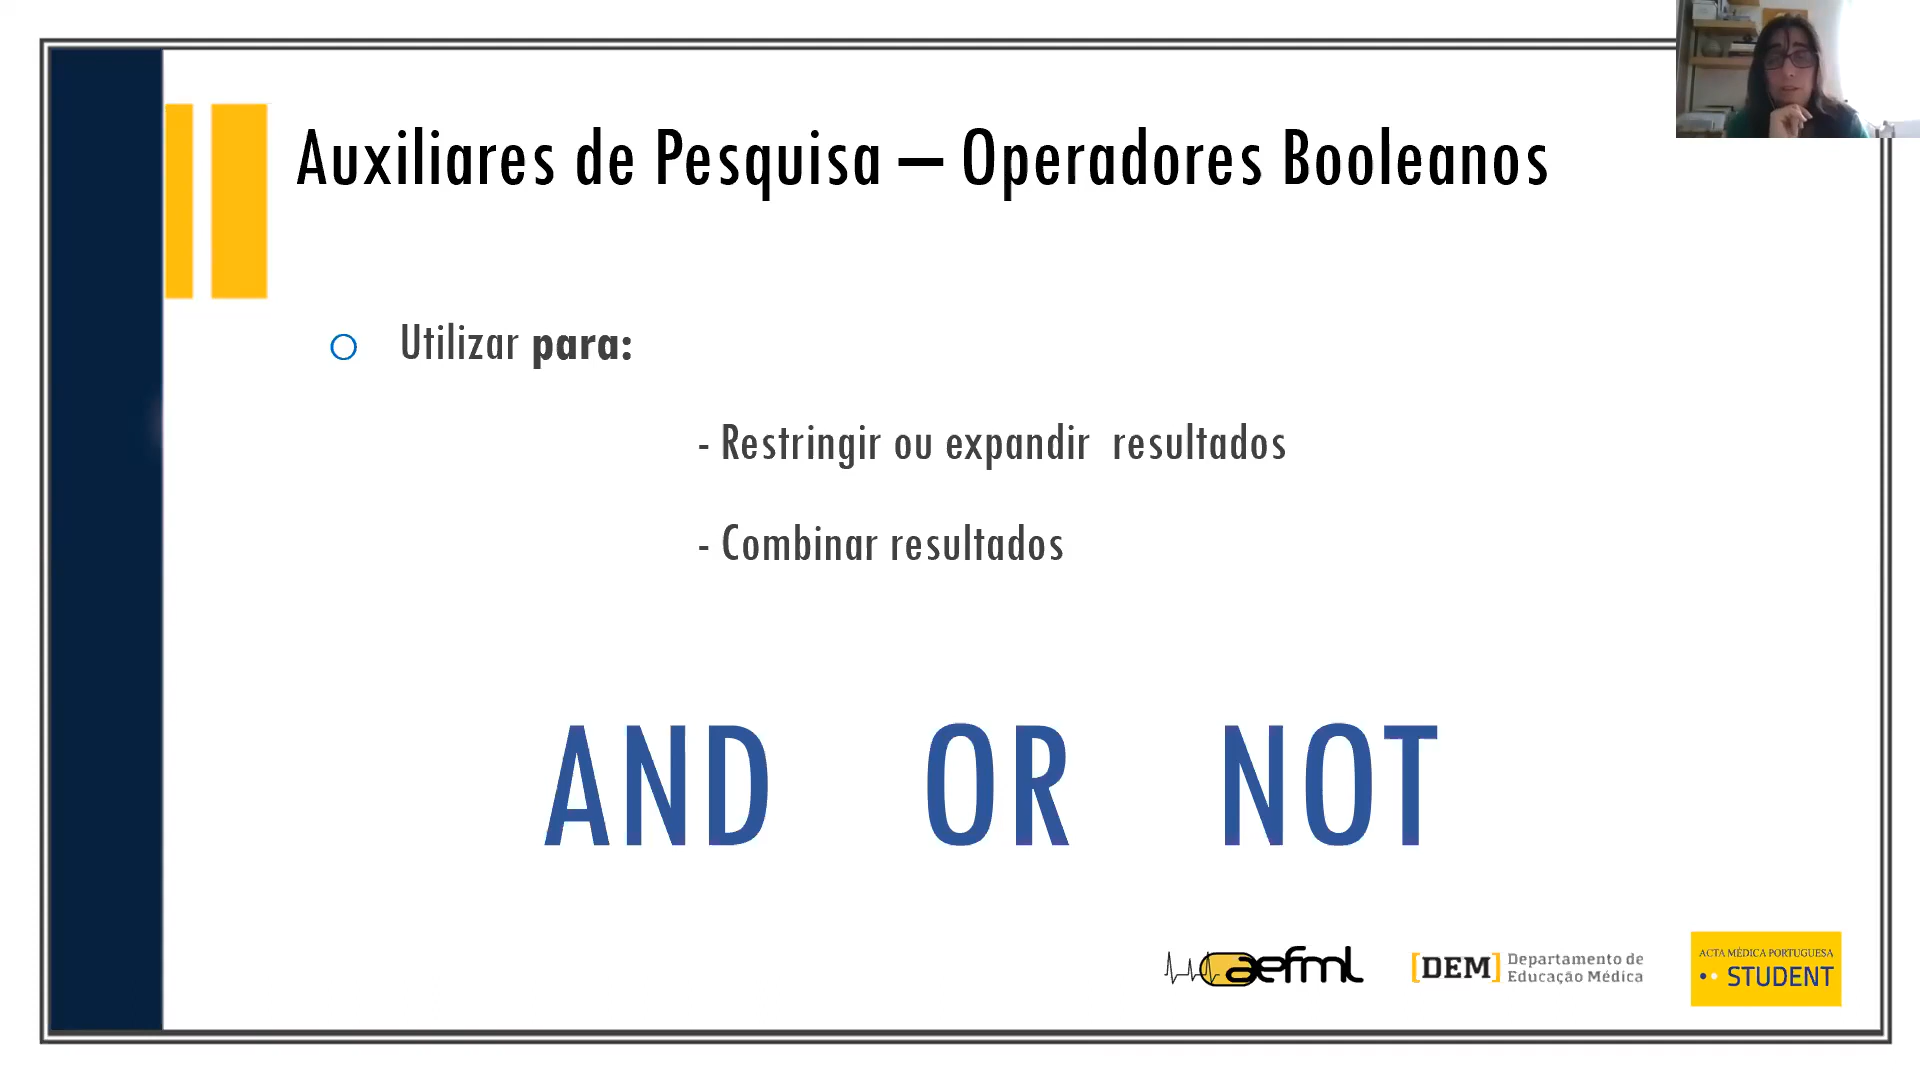 Auxiliares de Pesquisa – Operadores Booleanos
Utilizar para:
- Restringir ou expandir resultados
- Combinar resultados
AND OR NOT
aefml
[DEM] Departamento de
Educação Médica
ACTA MÉDICA PORTUGUESA
STUDENT